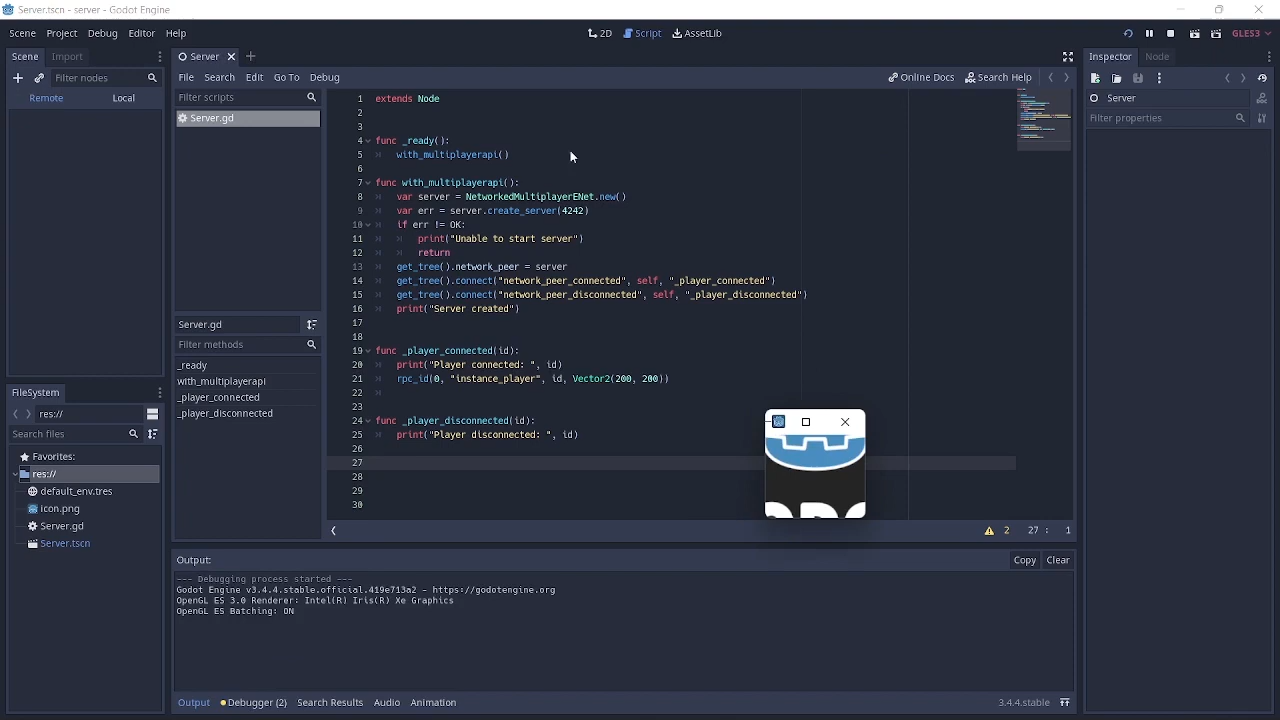 Server.tscn - server - Godot Engine
Scene Project Debug Editor Help
2D Script AssetLib
GLES3
Scene Import
Filter nodes
Remote Local
Server
File Search Edit Go To Debug
Online Docs Search Help
Filter scripts
Server.gd
Server.gd
Filter methods
_ready
with_multiplayerapi
_player_connected
_player_disconnected
1 extends Node
2
3
4 func _ready():
5 with_multiplayerapi()
6
7 func with_multiplayerapi():
8 var server = NetworkedMultiplayerENet.new()
9 var err = server.create_server(4242)
10 if err != OK:
11 print("Unable to start server")
12 return
13 get_tree().network_peer = server
14 get_tree().connect("network_peer_connected", self, "_player_connected")
15 get_tree().connect("network_peer_disconnected", self, "_player_disconnected")
16 print("Server created")
17
18
19 func _player_connected(id):
20 print("Player connected: ", id)
21 rpc_id(0, "instance_player", id, Vector2(200, 200))
22
23
24 func _player_disconnected(id):
25 print("Player disconnected: ", id)
26
27
28
29
30
2 27 : 1
FileSystem
res://
Search files
Favorites:
res://
default_env.tres
icon.png
Server.gd
Server.tscn
Output:
Copy Clear
--- Debugging process started ---
Godot Engine v3.4.4.stable.official.419e713a2 - https://godotengine.org
OpenGL ES 3.0 Renderer: Intel(R) Iris(R) Xe Graphics
OpenGL ES Batching: ON
Output Debugger (2) Search Results Audio Animation
3.4.4.stable
Inspector Node
Server
Filter properties